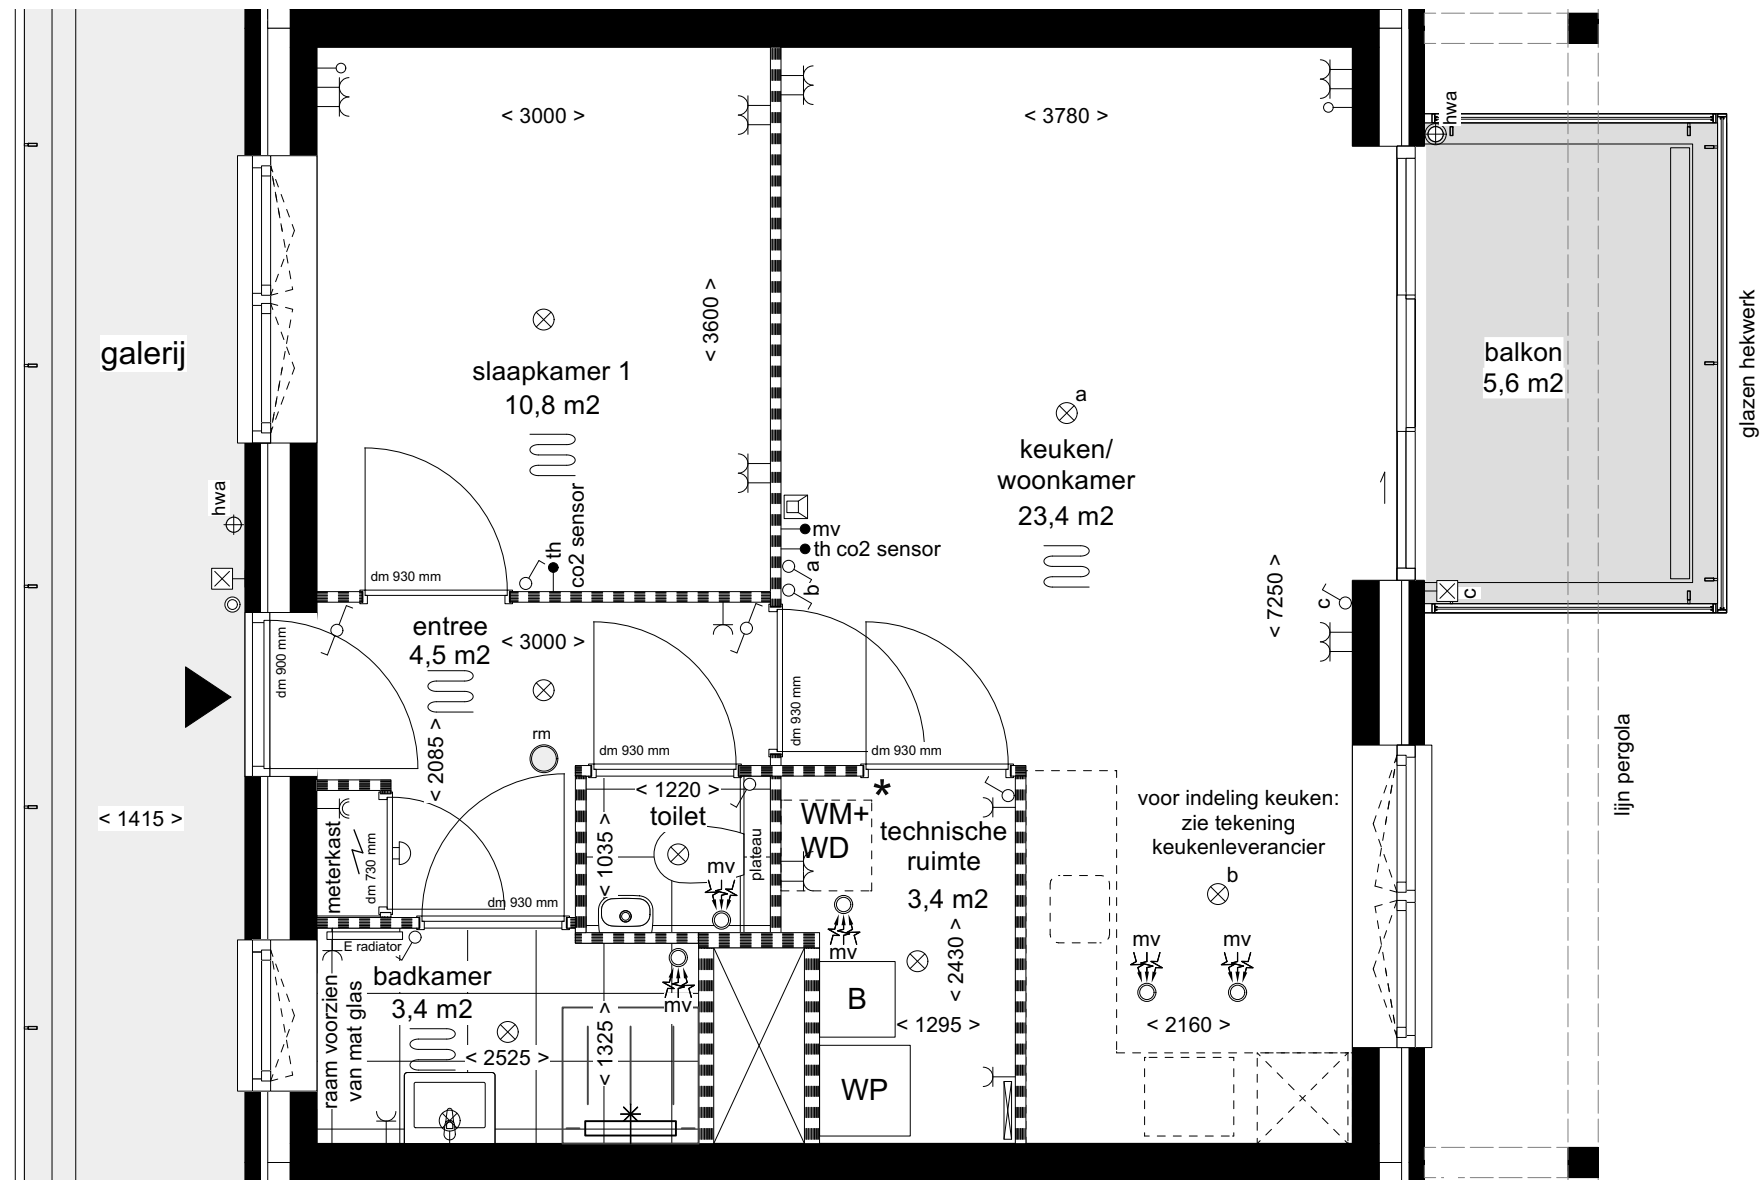 < 3000 >
< 3780 >
hwa
galerij
slaapkamer 1
10,8 m2
< 3600 >
a
keuken/
woonkamer
23,4 m2
balkon
5,6 m2
glazen hekwerk
hwa
th
co2 sensor
mv
th co2 sensor
a
b
< 7250 >
c
c
dm 930 mm
entree
4,5 m2
< 3000 >
dm 900 mm
dm 930 mm
rm
< 2085 >
dm 930 mm
dm 930 mm
lijn pergola
< 1415 >
meterkast
dm 730 mm
dm 930 mm
< 1220 >
toilet
< 1035 >
mv
plateau
*
WM+
WD
technische
ruimte
3,4 m2
voor indeling keuken:
zie tekening
keukenleverancier
b
mv
mv
mv
< 2430 >
E radiator
badkamer
3,4 m2
raam voorzien
van mat glas
mv
< 2525 >
< 1325 >
B
< 1295 >
WP
< 2160 >